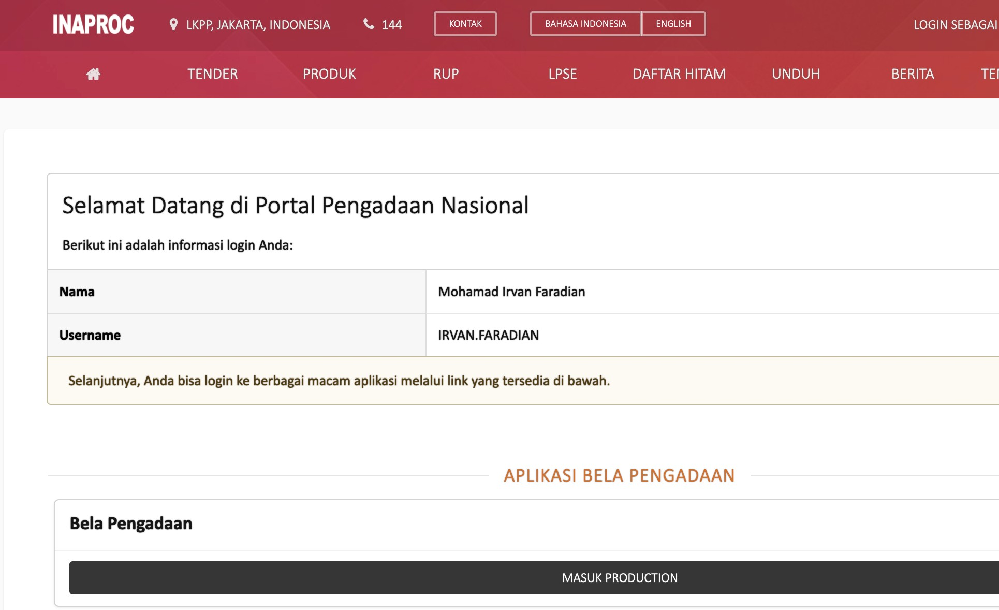 INAPROC
LKPP, JAKARTA, INDONESIA
144
KONTAK
BAHASA INDONESIA
ENGLISH
LOGIN SEBAGAI
TENDER
PRODUK
RUP
LPSE
DAFTAR HITAM
UNDUH
BERITA
Selamat Datang di Portal Pengadaan Nasional
Berikut ini adalah informasi login Anda:
Nama
Mohamad Irvan Faradian
Username
IRVAN.FARADIAN
Selanjutnya, Anda bisa login ke berbagai macam aplikasi melalui link yang tersedia di bawah.
APLIKASI BELA PENGADAAN
Bela Pengadaan
MASUK PRODUCTION